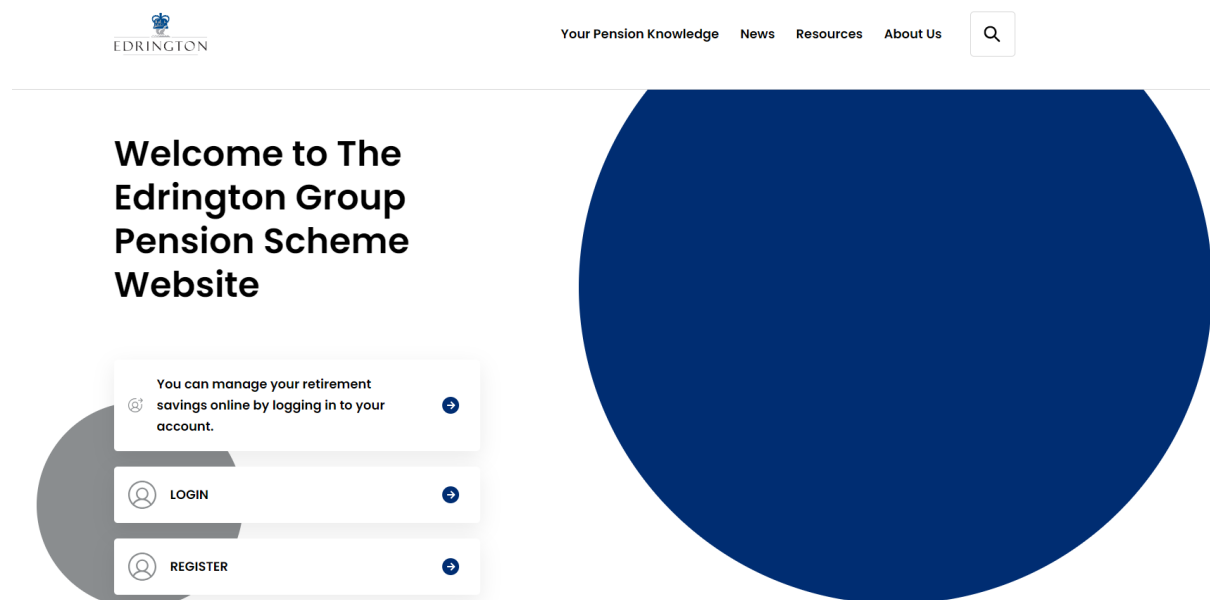 EDRINGTON
Your Pension Knowledge News Resources About Us
Welcome to The
Edrington Group
Pension Scheme
Website
You can manage your retirement
savings online by logging in to your
account.
LOGIN
REGISTER